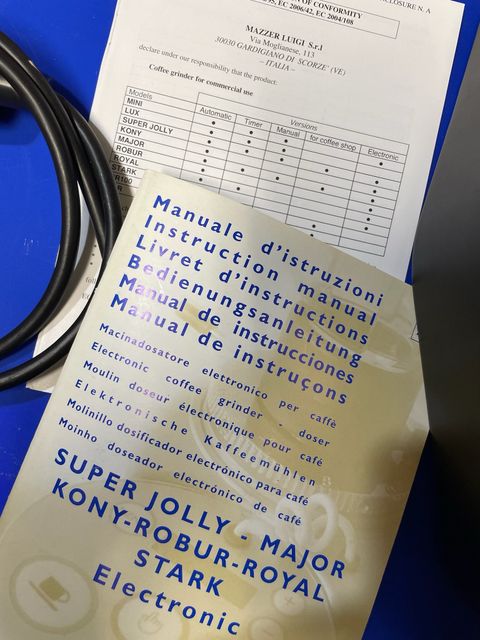 CLOSURE N. A
OF CONFORMITY
EC 2006/42, EC 2004/108
MAZZER LUIGI S.r.l
Via Moglianese, 113
30030 GARDIGIANO DI SCORZE' (VE)
– ITALIA –
declare under our responsibility that the product:
Coffee grinder for commercial use
Models
Versions
Automatic Timer Manual for coffee shop Electronic
MINI
LUX
SUPER JOLLY
KONY
MAJOR
ROBUR
ROYAL
STARK
R100
Manuale d'istruzioni
Instruction manual
Livret d'instructions
Bedienungsanleitung
Manual de instrucciones
Manual de instruçons
Macinadosatore elettronico per caffè
Electronic coffee grinder - doser
Moulin doseur électronique pour café
Elektronische Kaffeemühlen
Molinillo dosificador electrónico para café
Moinho doseador electrónico de café
SUPER JOLLY - MAJOR
KONY-ROBUR-ROYAL
STARK
Electronic